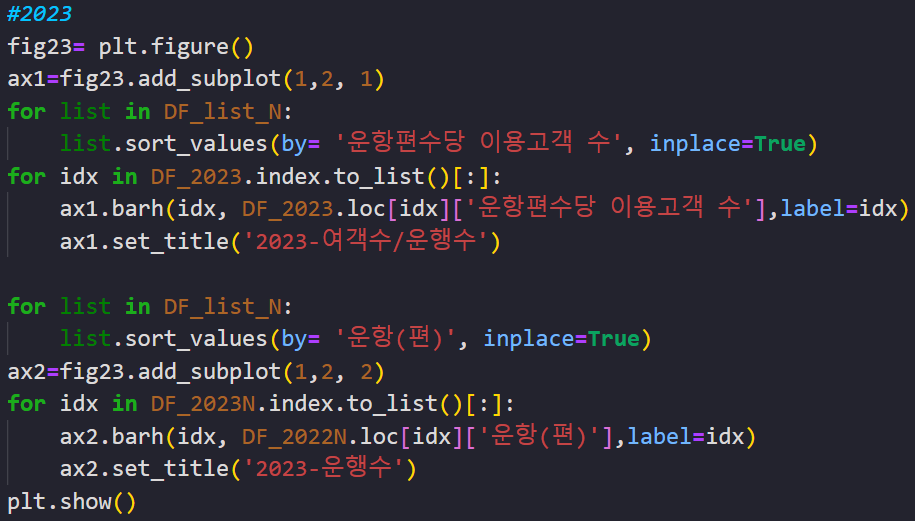 #2023
fig23= plt.figure()
ax1=fig23.add_subplot(1,2, 1)
for list in DF_list_N:
    list.sort_values(by= '운항편수당 이용고객 수', inplace=True)
for idx in DF_2023.index.to_list()[:]:
    ax1.barh(idx, DF_2023.loc[idx]['운항편수당 이용고객 수'],label=idx)
    ax1.set_title('2023-여객수/운행수')

for list in DF_list_N:
    list.sort_values(by= '운항(편)', inplace=True)
ax2=fig23.add_subplot(1,2, 2)
for idx in DF_2023N.index.to_list()[:]:
    ax2.barh(idx, DF_2022N.loc[idx]['운항(편)'],label=idx)
    ax2.set_title('2023-운행수')
plt.show()